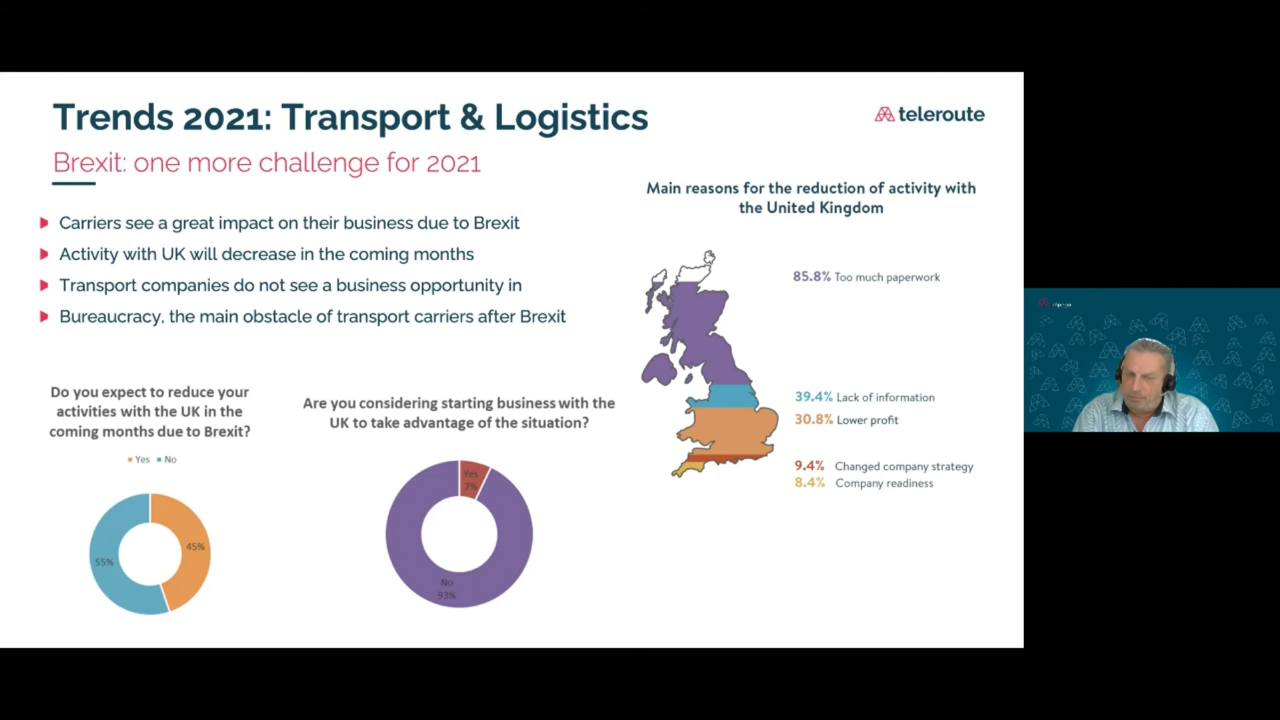 Trends 2021: Transport & Logistics
teleroute
Brexit: one more challenge for 2021
Carriers see a great impact on their business due to Brexit
Activity with UK will decrease in the coming months
Transport companies do not see a business opportunity in
Bureaucracy, the main obstacle of transport carriers after Brexit
Main reasons for the reduction of activity with
the United Kingdom
85.8% Too much paperwork
39.4% Lack of information
30.8% Lower profit
9.4% Changed company strategy
8.4% Company readiness
Do you expect to reduce your
activities with the UK in the
coming months due to Brexit?
Yes No
45%
55%
Are you considering starting business with the
UK to take advantage of the situation?
Yes
7%
No
93%